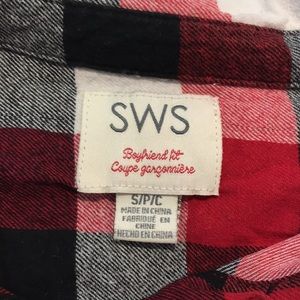 SWS
Boyfriend fit
Coupe garçonnière
S/P/C
MADE IN CHINA
FABRIQUÉ EN
CHINE
HECHO EN CHINA